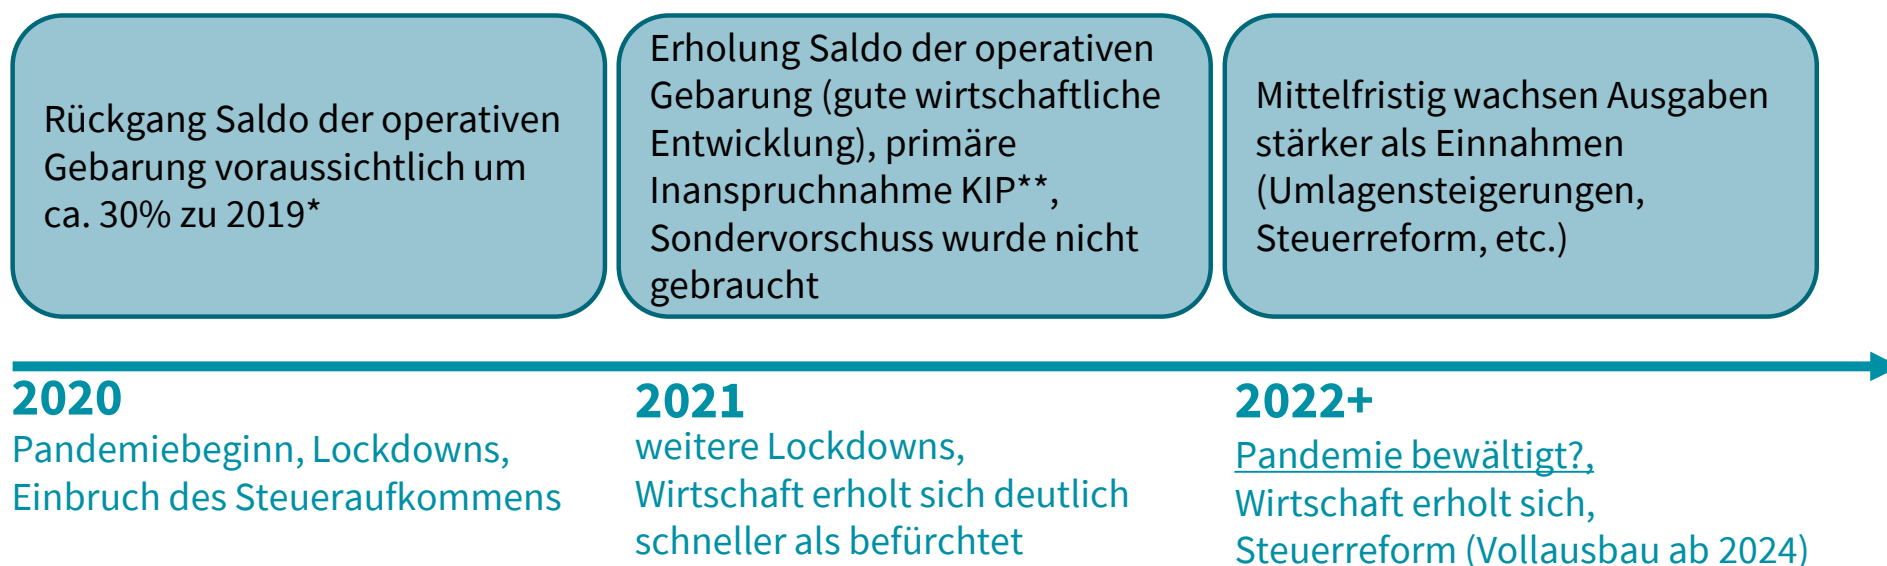 Rückgang Saldo der operativen
Gebarung voraussichtlich um
ca. 30% zu 2019*
Erholung Saldo der operativen
Gebarung (gute wirtschaftliche
Entwicklung), primäre
Inanspruchnahme KIP**,
Sondervorschuss wurde nicht
gebraucht
Mittelfristig wachsen Ausgaben
stärker als Einnahmen
(Umlagensteigerungen,
Steuerreform, etc.)
2020
Pandemiebeginn, Lockdowns,
Einbruch des Steueraufkommens
2021
weitere Lockdowns,
Wirtschaft erholt sich deutlich
schneller als befürchtet
2022+
Pandemie bewältigt?,
Wirtschaft erholt sich,
Steuerreform (Vollausbau ab 2024)